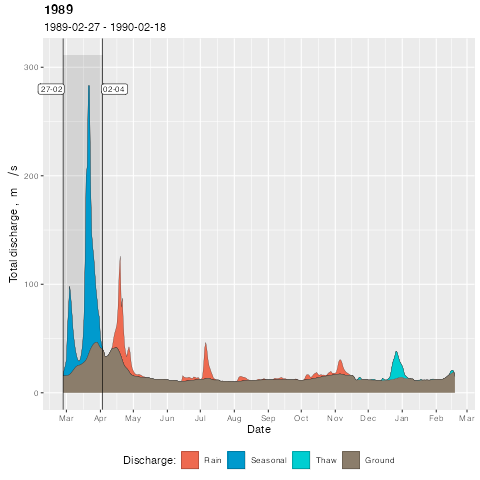 1989
1989-02-27 - 1990-02-18
300
27-02
02-04
200
100
0
Total discharge, m /s
Mar Apr May Jun Jul Aug Sep Oct Nov Dec Jan Feb Mar
Date
Discharge: Rain Seasonal Thaw Ground